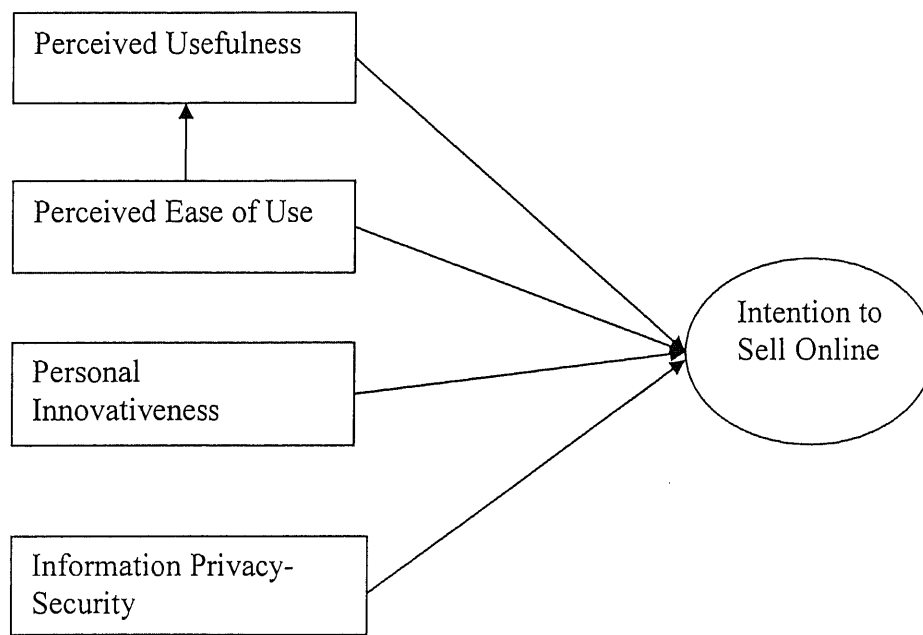 Perceived Usefulness
Perceived Ease of Use
Personal
Innovativeness
Information Privacy-
Security
Intention to
Sell Online